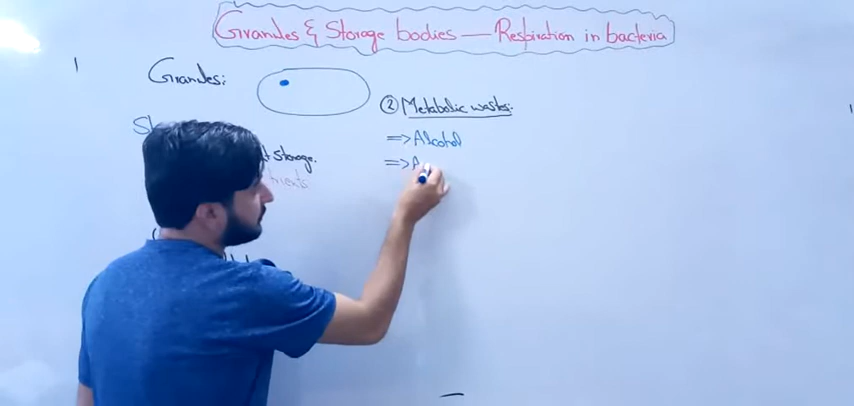 Granules & Storage bodies — Respiration in bacteria
Granules:
② Metabolic wastes:
⇒ Alcohol
storage.
⇒ A